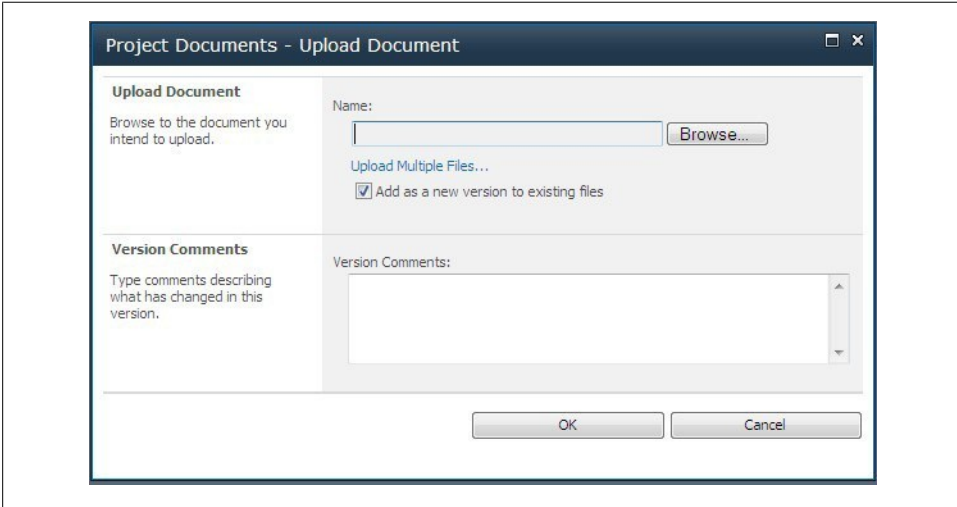 Project Documents - Upload Document
Upload Document
Browse to the document you
intend to upload.
Name:
Browse...
Upload Multiple Files...
Add as a new version to existing files
Version Comments
Type comments describing
what has changed in this
version.
Version Comments:
OK
Cancel